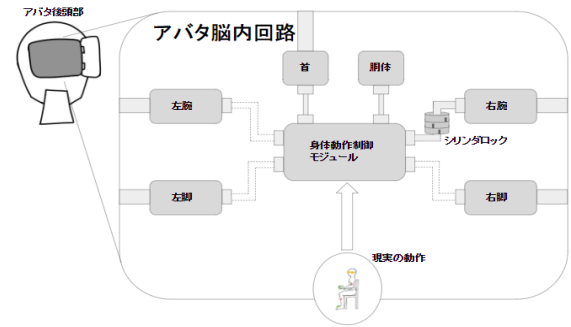 アバタ後頭部
アバタ脳内回路
首
胴体
左腕
右腕
シリンダロック
身体動作制御
モジュール
左脚
右脚
現実の動作